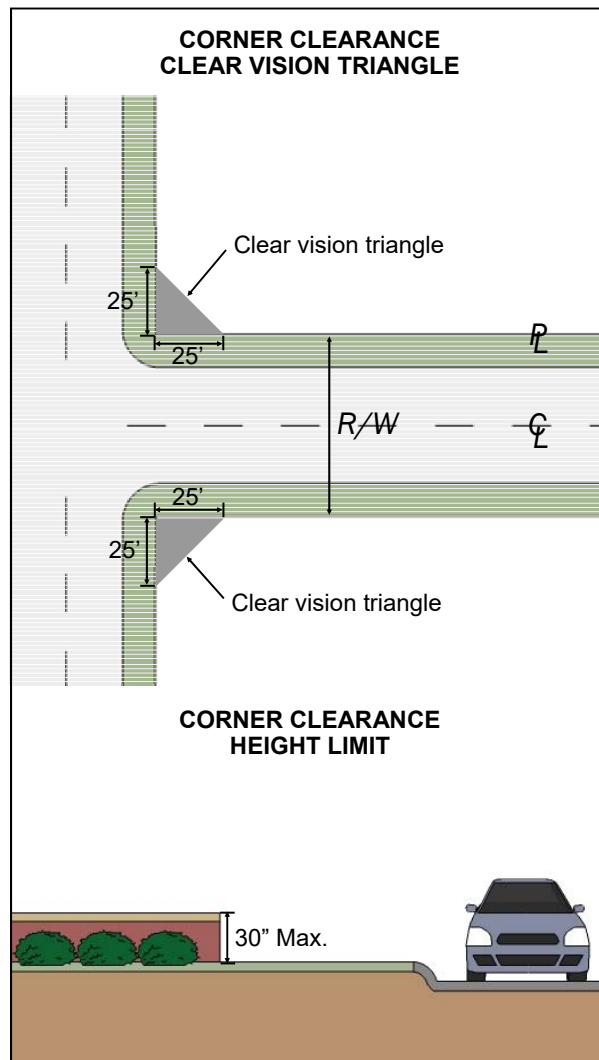 CORNER CLEARANCE
CLEAR VISION TRIANGLE
Clear vision triangle
25’
25’
PL
R/W
CL
25’
25’
Clear vision triangle
CORNER CLEARANCE
HEIGHT LIMIT
30” Max.